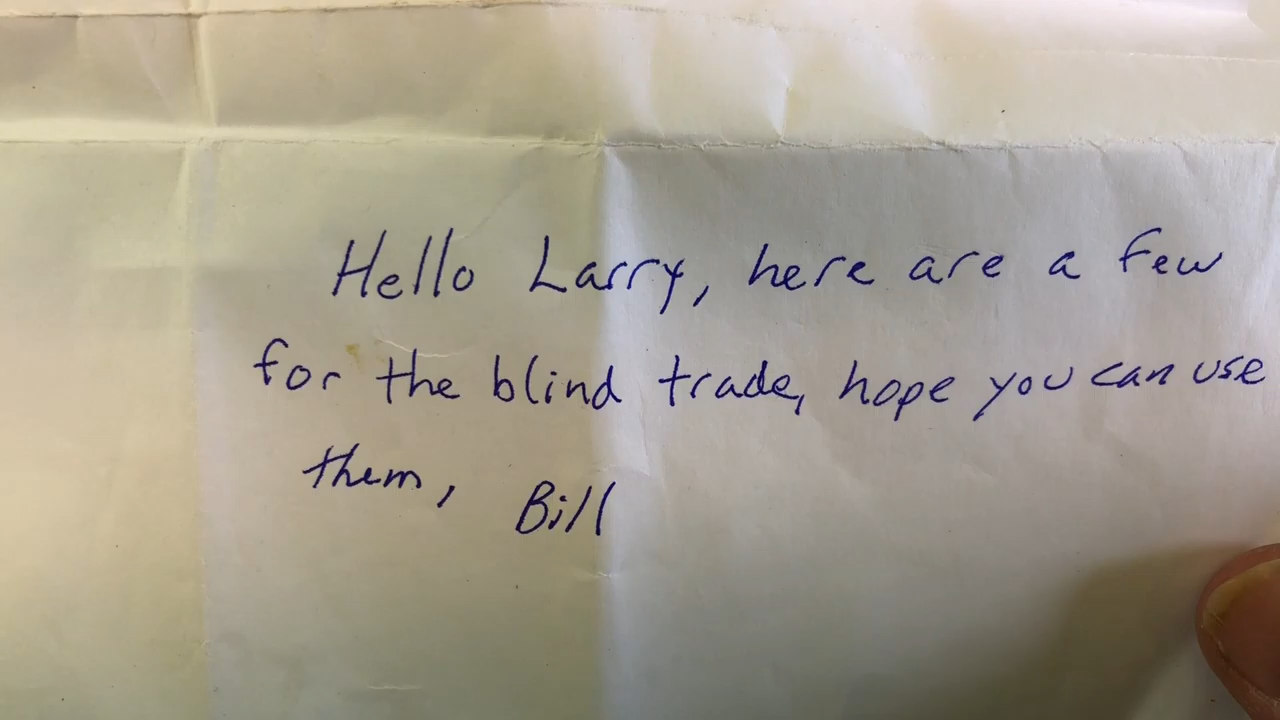 Hello Larry, here are a few
for the blind trade, hope you can use
them, Bill